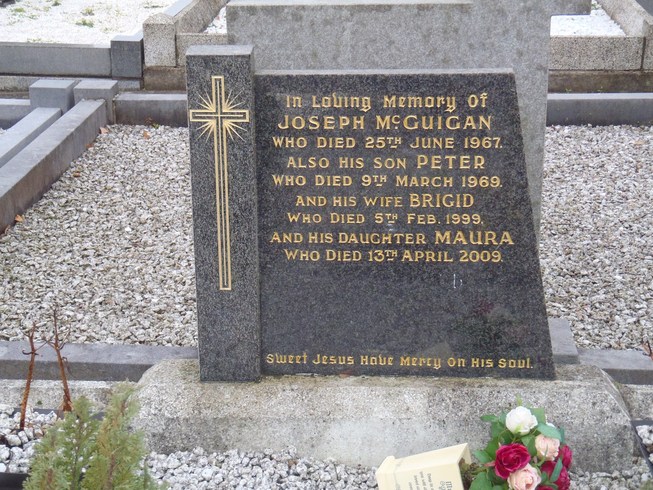 In Loving Memory Of
JOSEPH McGUIGAN
WHO DIED 25TH JUNE 1967.
ALSO HIS SON PETER
WHO DIED 9TH MARCH 1969.
AND HIS WIFE BRIGID
WHO DIED 5TH FEB. 1999.
AND HIS DAUGHTER MAURA
WHO DIED 13TH APRIL 2009.
Sweet Jesus Have Mercy On His Soul.